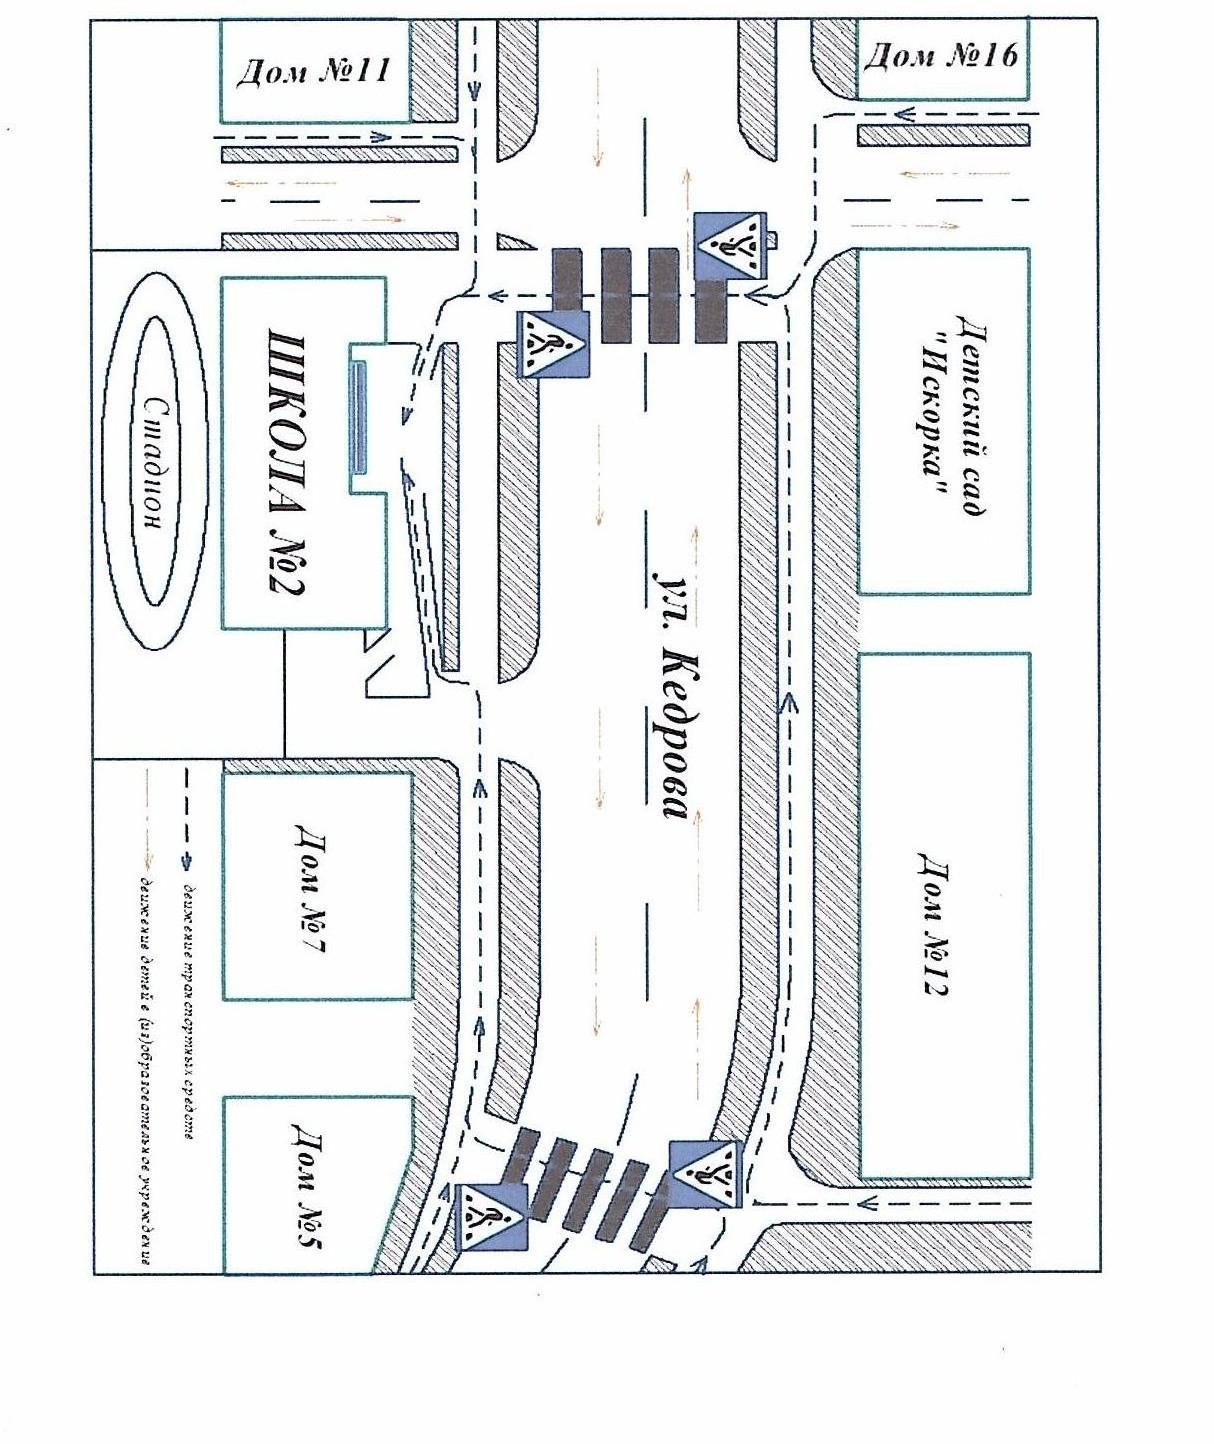 Дом №11
Дом №16
ШКОЛА №2
Стадион
Детский сад
"Искорка"
ул. Кедрова
Дом №12
Дом №7
Дом №5
движение транспортных средств
движение детей в (из)образовательное учреждение